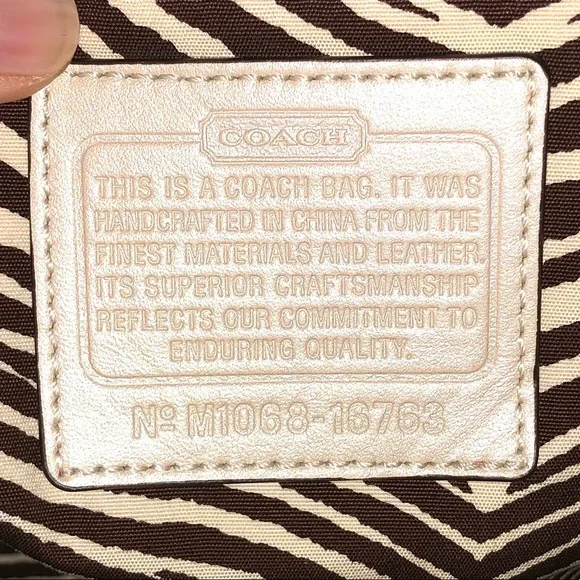 COACH
THIS IS A COACH BAG. IT WAS
HANDCRAFTED IN CHINA FROM THE
FINEST MATERIALS AND LEATHER.
ITS SUPERIOR CRAFTSMANSHIP
REFLECTS OUR COMMITMENT TO
ENDURING QUALITY.
Nº M1068-16763